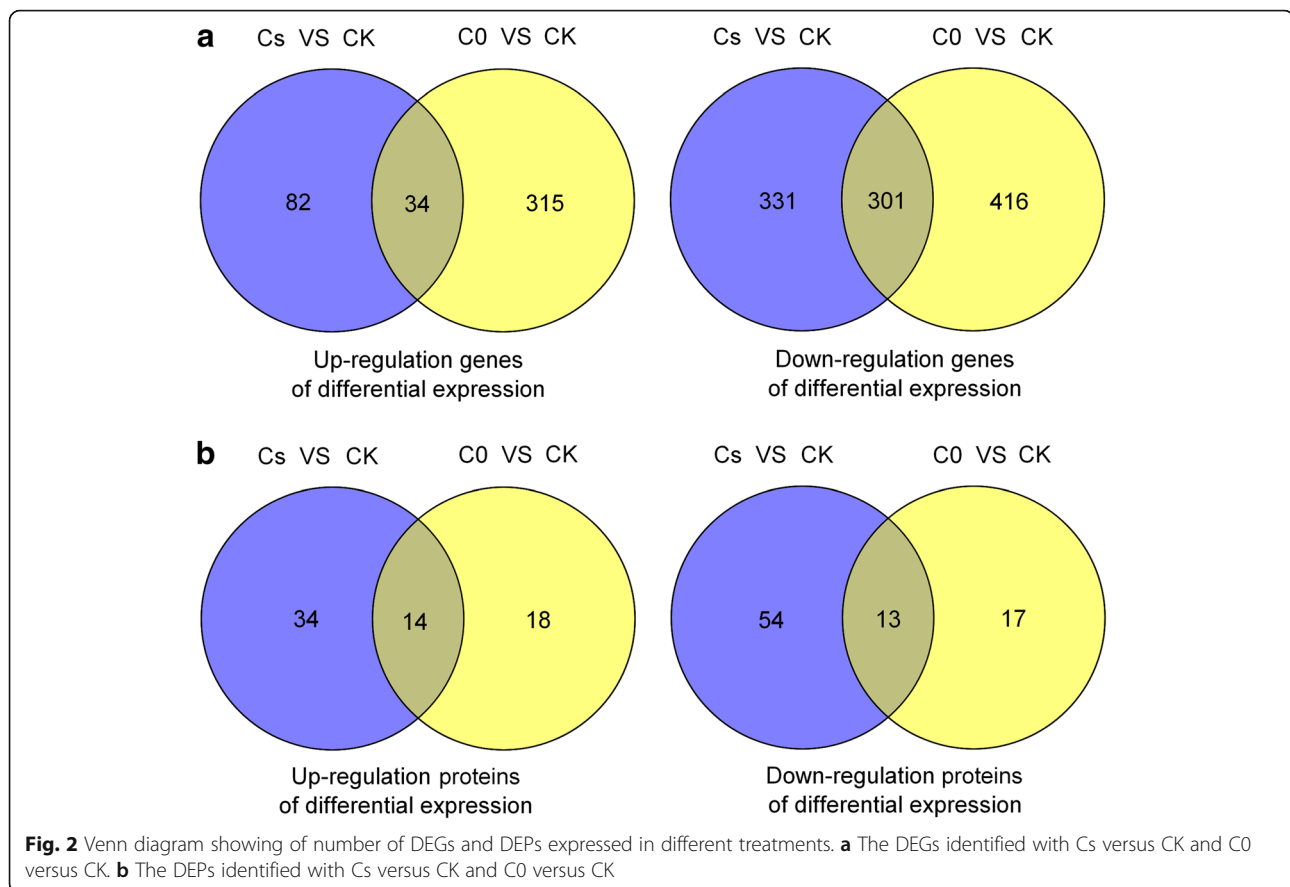 a
Cs VS CK
C0 VS CK
Cs VS CK
C0 VS CK
82
34
315
331
301
416
Up-regulation genes
of differential expression
Down-regulation genes
of differential expression
b
Cs VS CK
C0 VS CK
Cs VS CK
C0 VS CK
34
14
18
54
13
17
Up-regulation proteins
of differential expression
Down-regulation proteins
of differential expression
Fig. 2 Venn diagram showing of number of DEGs and DEPs expressed in different treatments. a The DEGs identified with Cs versus CK and C0
versus CK. b The DEPs identified with Cs versus CK and C0 versus CK